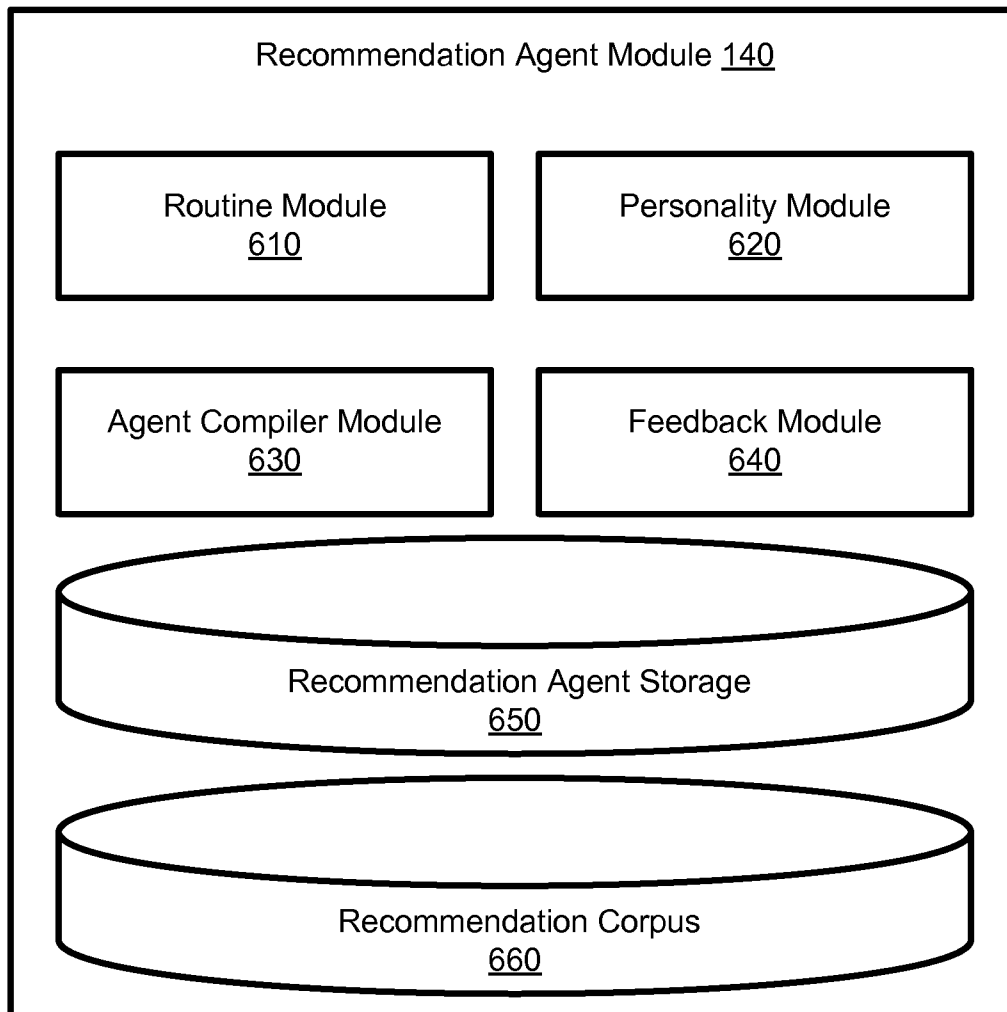 Recommendation Agent Module 140
Routine Module
610
Personality Module
620
Agent Compiler Module
630
Feedback Module
640
Recommendation Agent Storage
650
Recommendation Corpus
660